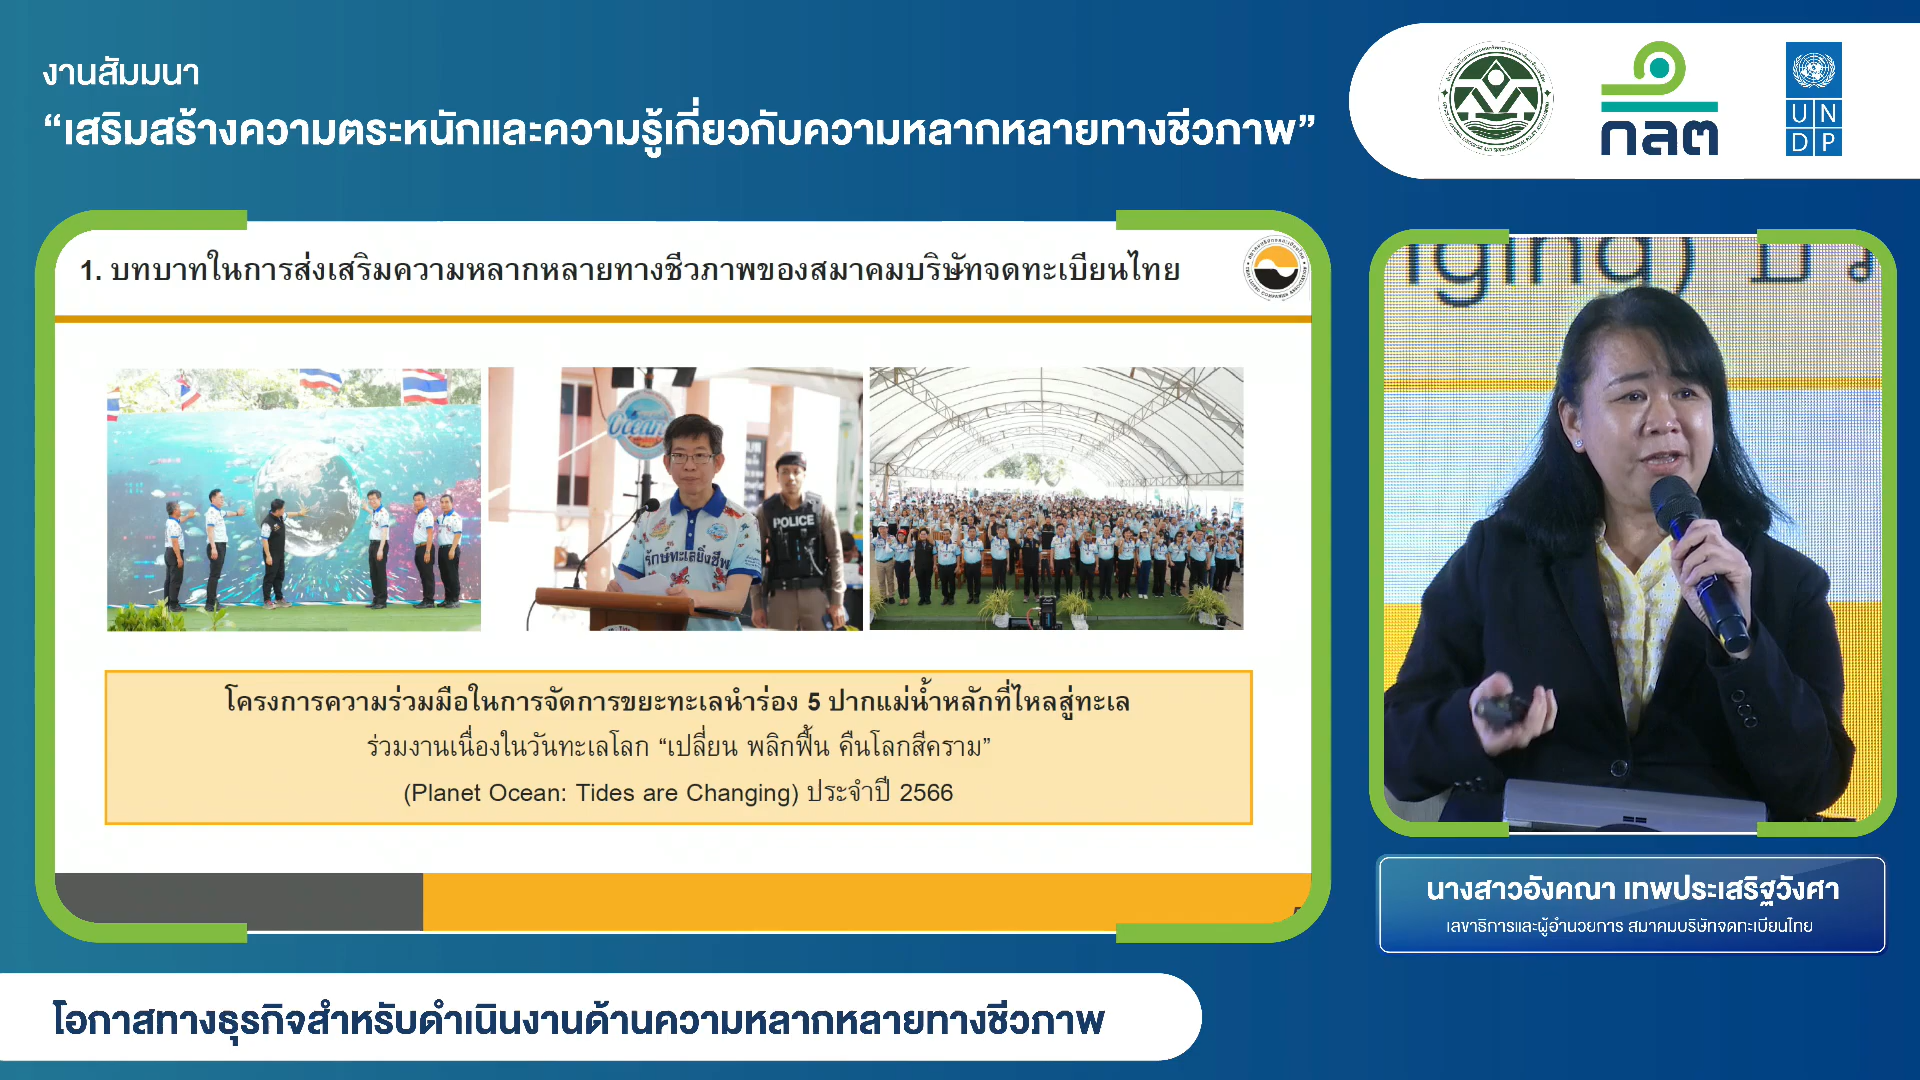 งานสัมมนา
“เสริมสร้างความตระหนักและความรู้เกี่ยวกับความหลากหลายทางชีวภาพ”
กลต
UN
DP
1. บทบาทในการส่งเสริมความหลากหลายทางชีวภาพของสมาคมบริษัทจดทะเบียนไทย
Ocean
POLICE
รักษ์ทะเลยิ่งชีพ
โครงการความร่วมมือในการจัดการขยะทะเลนำร่อง 5 ปากแม่น้ำหลักที่ไหลสู่ทะเล
ร่วมงานเนื่องในวันทะเลโลก “เปลี่ยน พลิกฟื้น คืนโลกสีคราม”
(Planet Ocean: Tides are Changing) ประจำปี 2566
ging)
นางสาวอังคณา เทพประเสริฐวังศา
เลขาธิการและผู้อำนวยการ สมาคมบริษัทจดทะเบียนไทย
โอกาสทางธุรกิจสำหรับดำเนินงานด้านความหลากหลายทางชีวภาพ